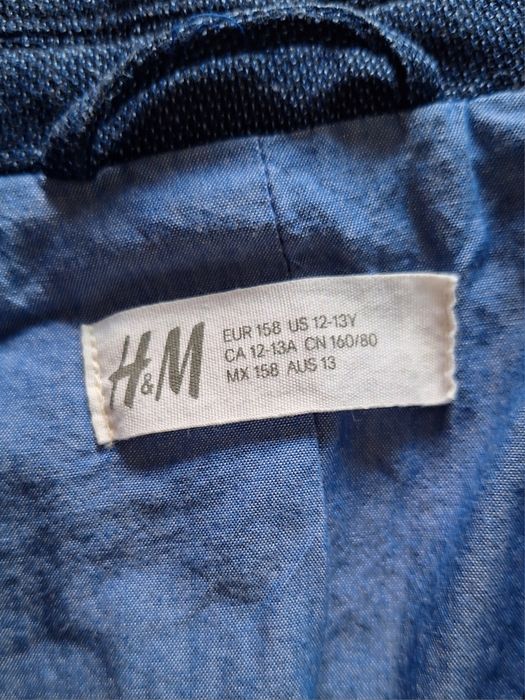 H&M
EUR 158 US 12-13Y
CA 12-13A CN 160/80
MX 158 AUS 13